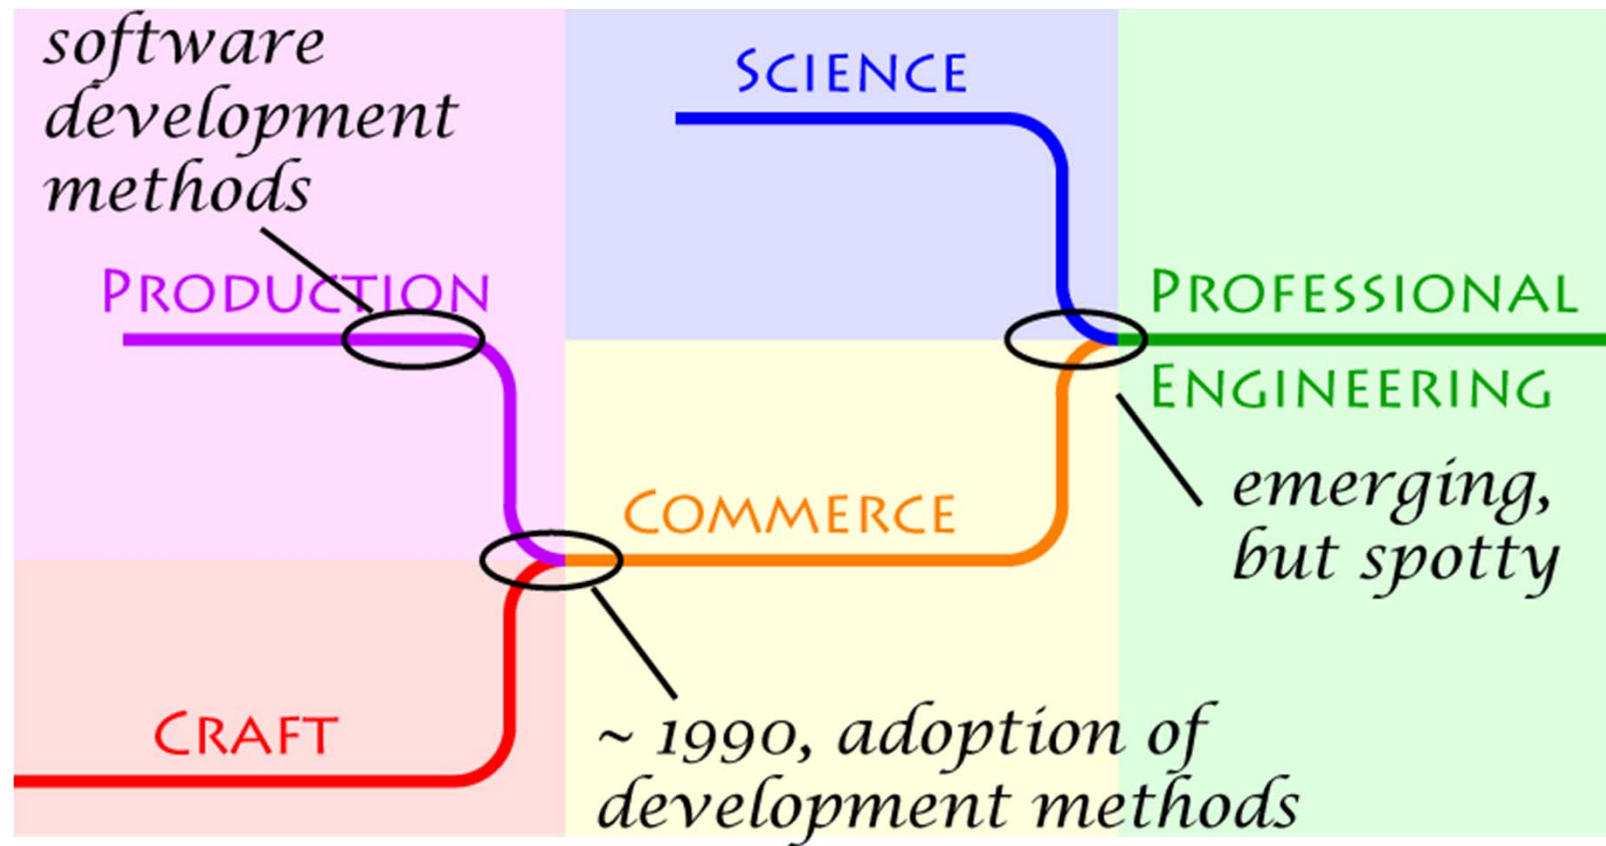 software
development
methods
SCIENCE
PRODUCTION
PROFESSIONAL
ENGINEERING
emerging,
but spotty
COMMERCE
CRAFT
~ 1990, adoption of
development methods